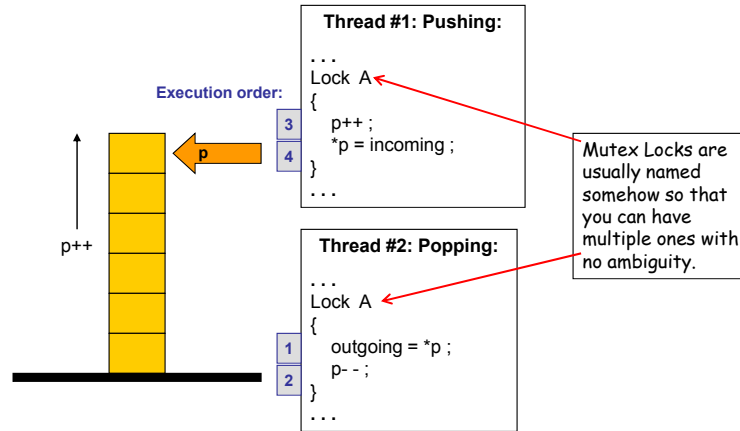 Thread #1: Pushing:
. . .
Lock A
Execution order:
{
3
p++ ;
4
*p = incoming ;
}
. . .
p
p++
Mutex Locks are
usually named
somehow so that
you can have
multiple ones with
no ambiguity.
Thread #2: Popping:
. . .
Lock A
{
1
outgoing = *p ;
2
p- - ;
}
. . .